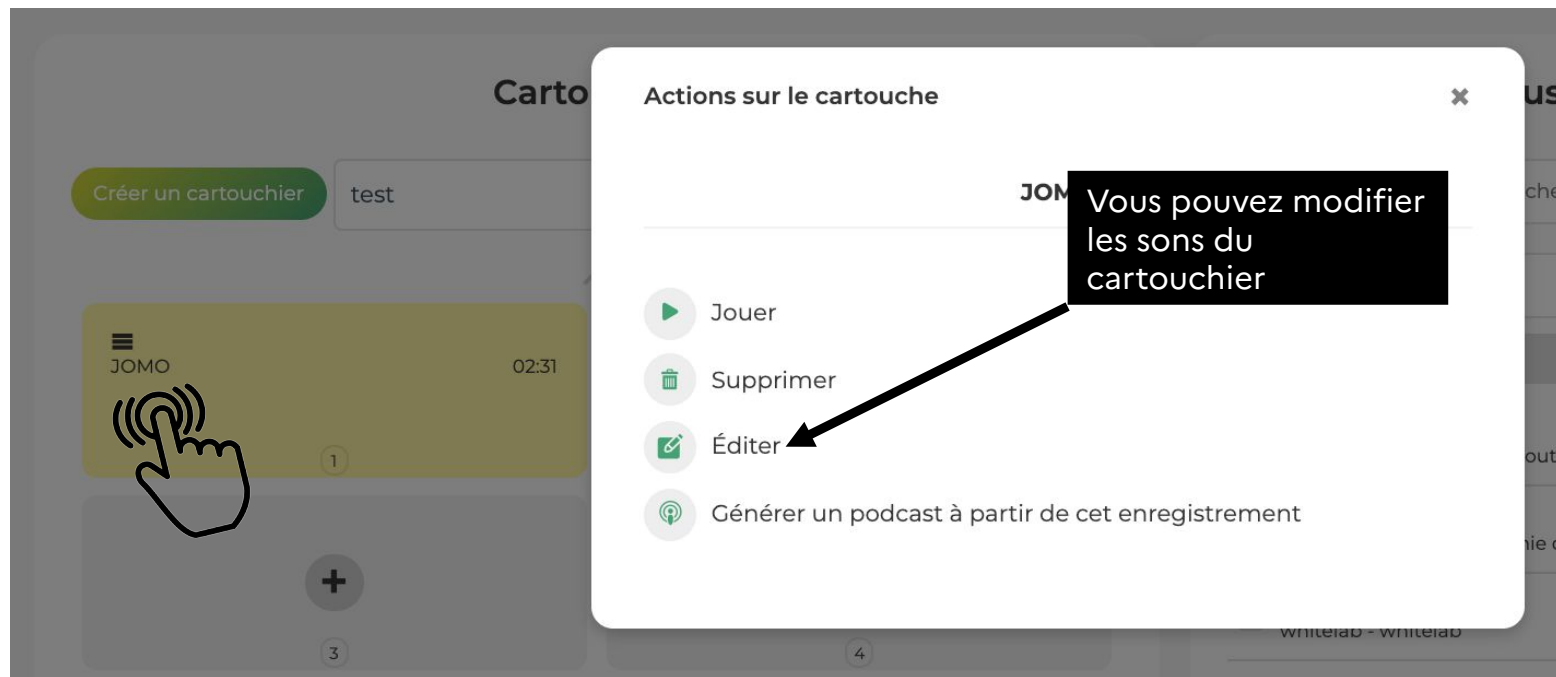 Carto
Actions sur le cartouche
Créer un cartouchier
test
JOM
Vous pouvez modifier
les sons du
cartouchier
JOMO
02:31
1
Jouer
Supprimer
Éditer
Générer un podcast à partir de cet enregistrement
3
4
whitelab - whitelab